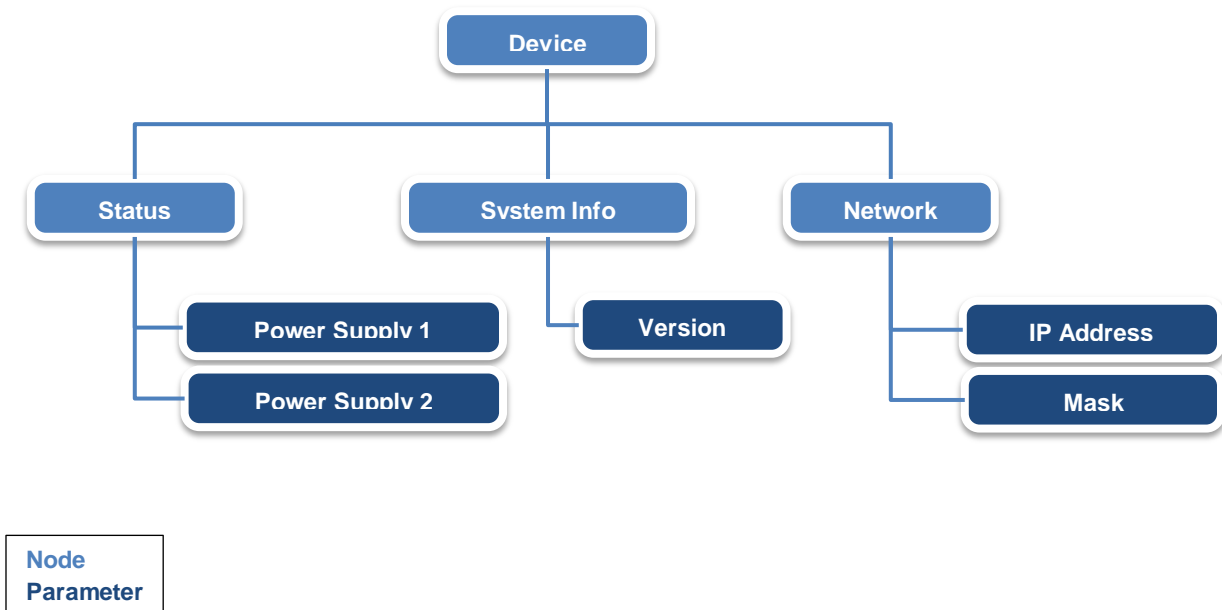 Device
Status
System Info
Network
Power Supply 1
Version
IP Address
Power Supply 2
Mask
Node
Parameter